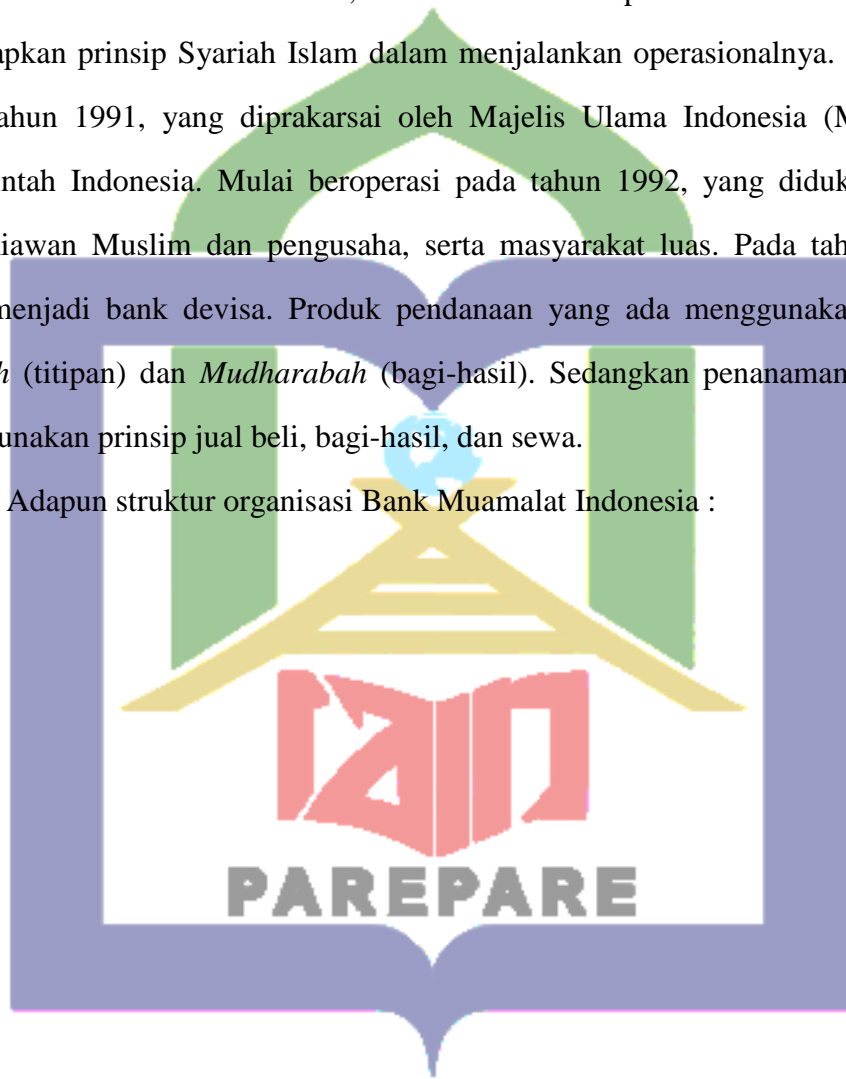 apkan prinsip Syariah Islam dalam menjalankan operasionalnya.
ahun 1991, yang diprakarsai oleh Majelis Ulama Indonesia (M
intah Indonesia. Mulai beroperasi pada tahun 1992, yang diduk
iawan Muslim dan pengusaha, serta masyarakat luas. Pada tah
menjadi bank devisa. Produk pendanaan yang ada menggunaka
h (titipan) dan Mudharabah (bagi-hasil). Sedangkan penanaman
unakan prinsip jual beli, bagi-hasil, dan sewa.
Adapun struktur organisasi Bank Muamalat Indonesia :
iain
PAREPARE